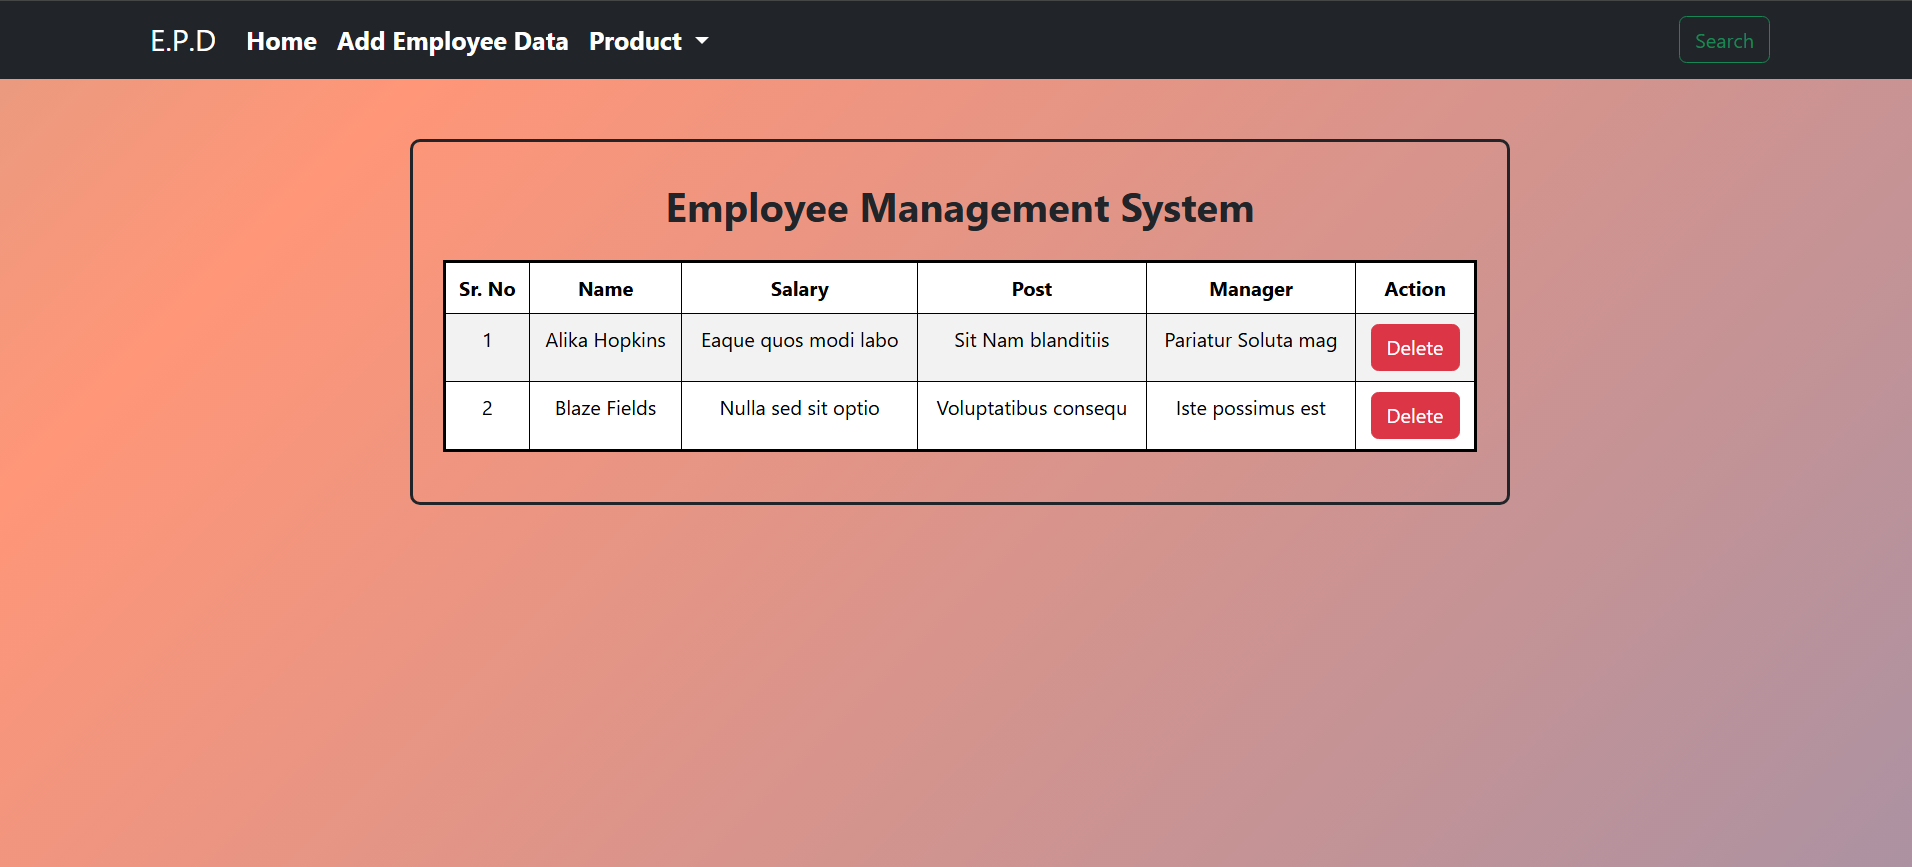 E.P.D Home Add Employee Data Product Search
Employee Management System
Sr. No Name Salary Post Manager Action
1 Alika Hopkins Eaque quos modi labo Sit Nam blanditiis Pariatur Soluta mag Delete
2 Blaze Fields Nulla sed sit optio Voluptatibus consequ Iste possimus est Delete